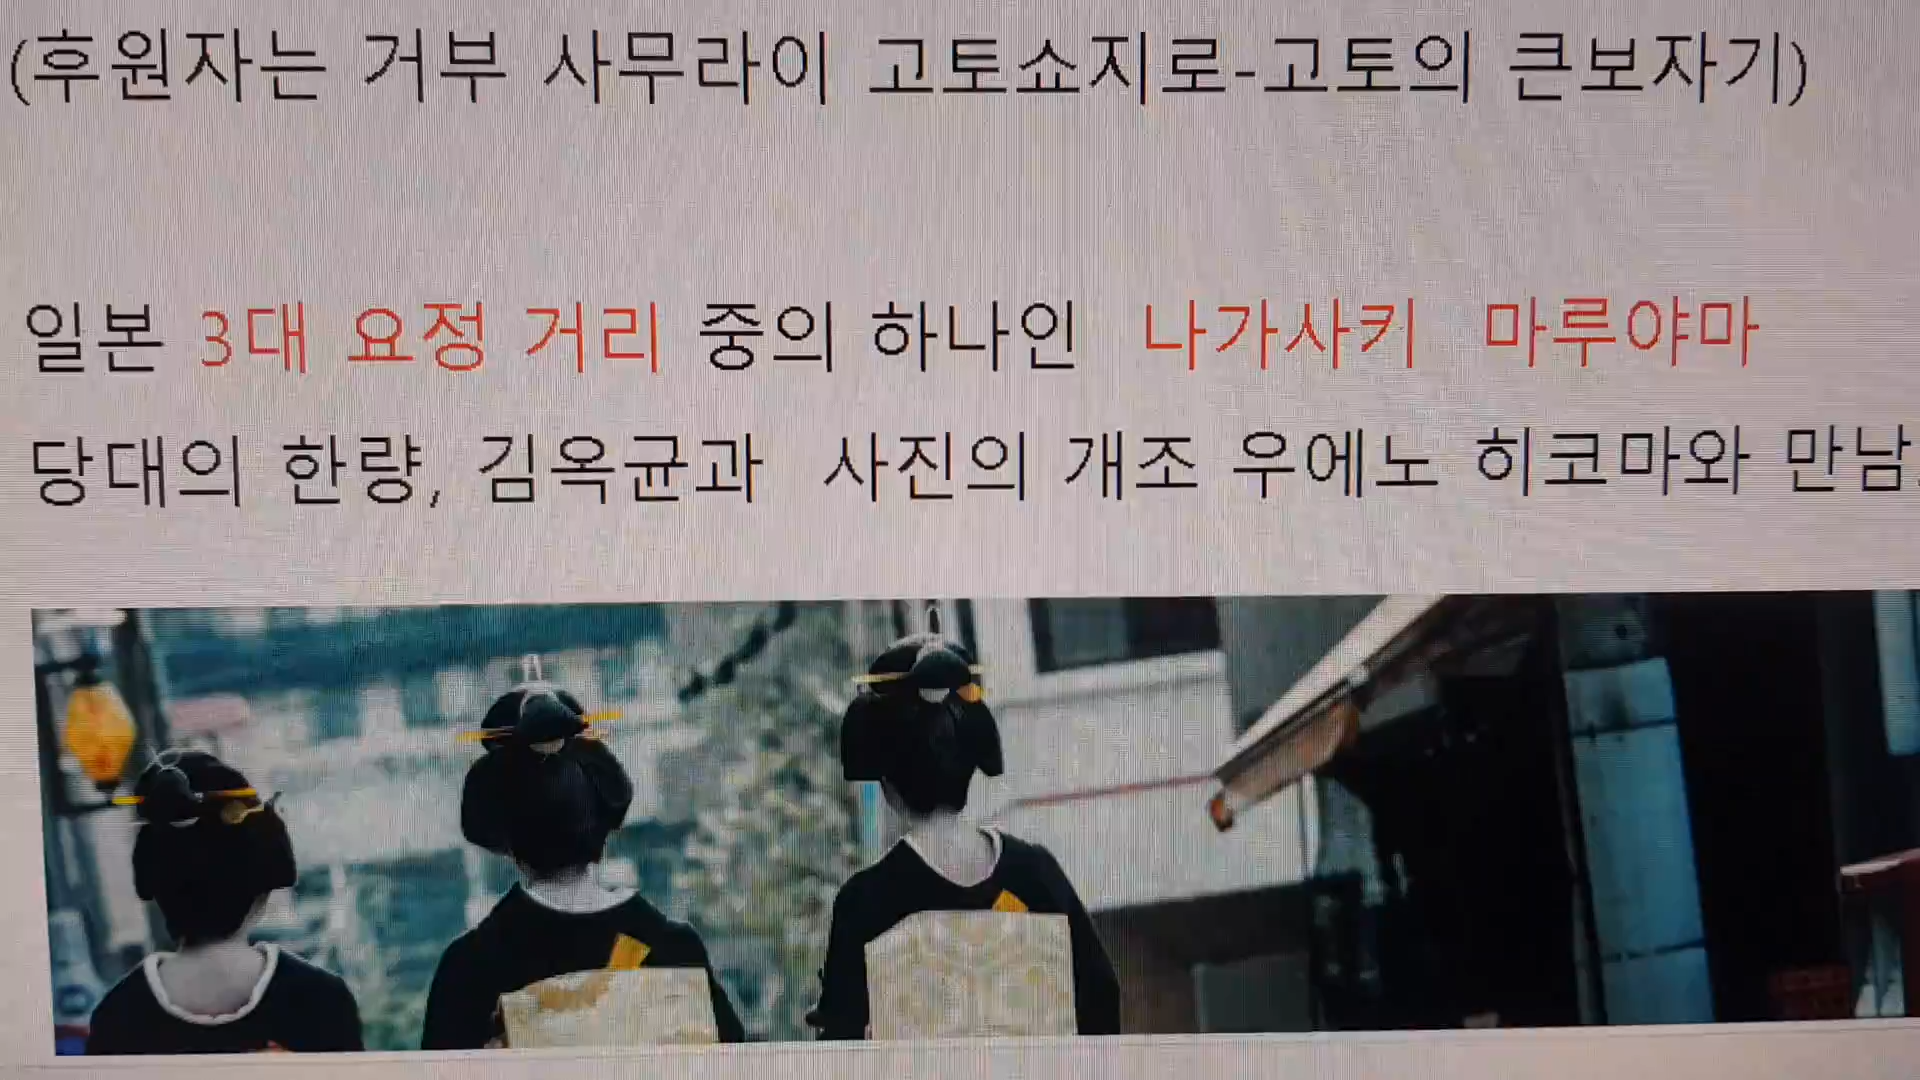 (후원자는 거부 사무라이 고토쇼지로-고토의 큰보자기)
일본 3대 요정 거리 중의 하나인 나가사키 마루야마
당대의 한량, 김옥균과 사진의 개조 우에노 히코마와 만남.